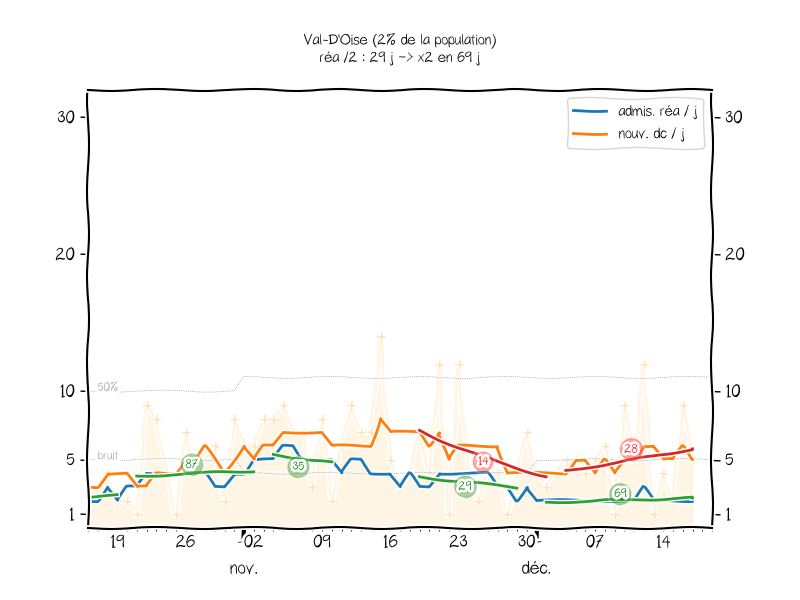 Val-D'Oise (2% de la population)
réa /2 : 29 j -> x2 en 69 j
admis. réa / j
nouv. dc / j
30 30
20 20
10 10
50%
5 5
bruit
1 1
87
35
14
29
28
69
19 26 02 09 16 23 30 07 14
nov. déc.